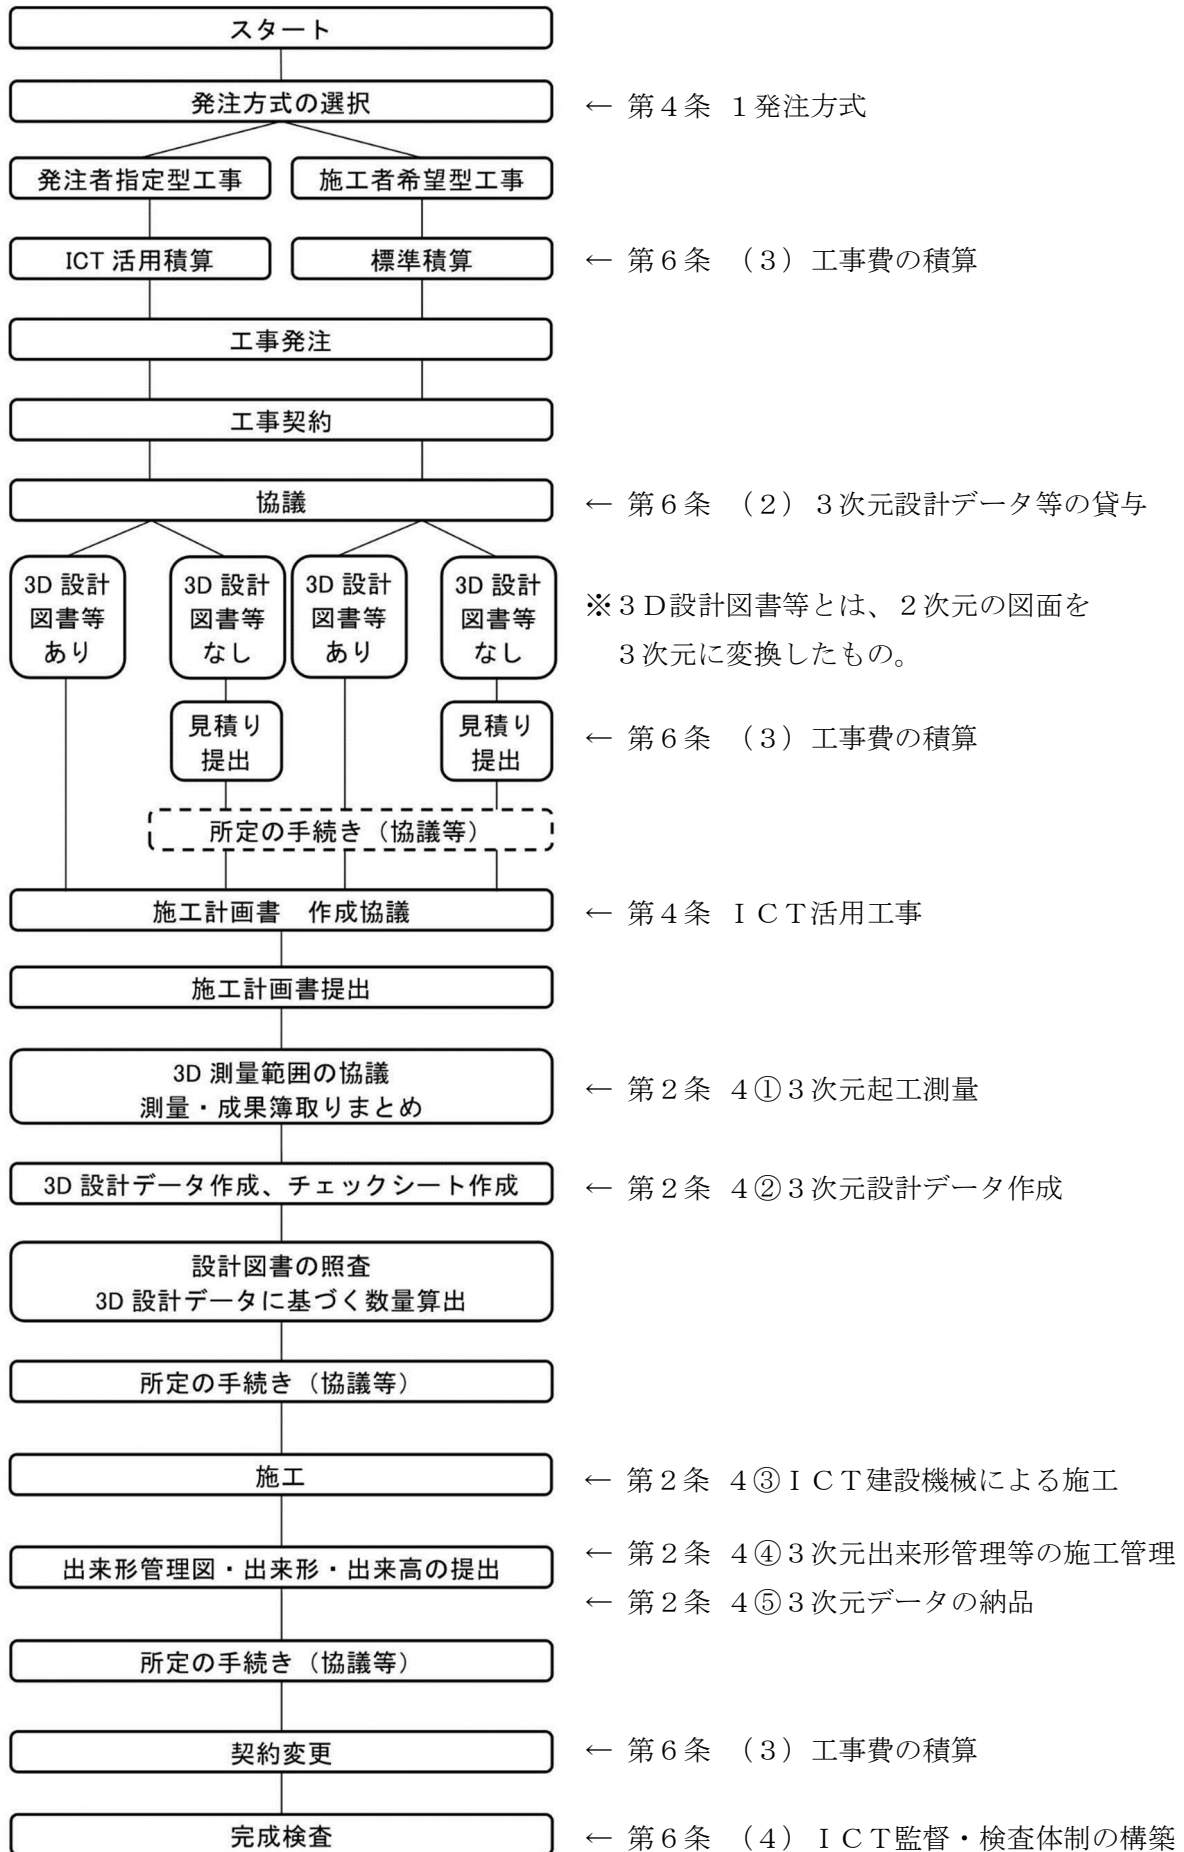 スタート
発注方式の選択
← 第４条 １発注方式
発注者指定型工事
施工者希望型工事
ICT 活用積算
標準積算
← 第６条 （３）工事費の積算
工事発注
工事契約
協議
← 第６条 （２）３次元設計データ等の貸与
3D 設計
図書等
あり
3D 設計
図書等
なし
3D 設計
図書等
あり
3D 設計
図書等
なし
※３Ｄ設計図書等とは、２次元の図面を
３次元に変換したもの。
見積り
提出
見積り
提出
← 第６条 （３）工事費の積算
所定の手続き（協議等）
施工計画書　作成協議
← 第４条 ＩＣＴ活用工事
施工計画書提出
3D 測量範囲の協議
測量・成果簿取りまとめ
← 第２条 ４①３次元起工測量
3D 設計データ作成、チェックシート作成
← 第２条 ４②３次元設計データ作成
設計図書の照査
3D 設計データに基づく数量算出
所定の手続き（協議等）
施工
← 第２条 ４③ＩＣＴ建設機械による施工
出来形管理図・出来形・出来高の提出
← 第２条 ４④３次元出来形管理等の施工管理
← 第２条 ４⑤３次元データの納品
所定の手続き（協議等）
契約変更
← 第６条 （３）工事費の積算
完成検査
← 第６条 （４）ＩＣＴ監督・検査体制の構築